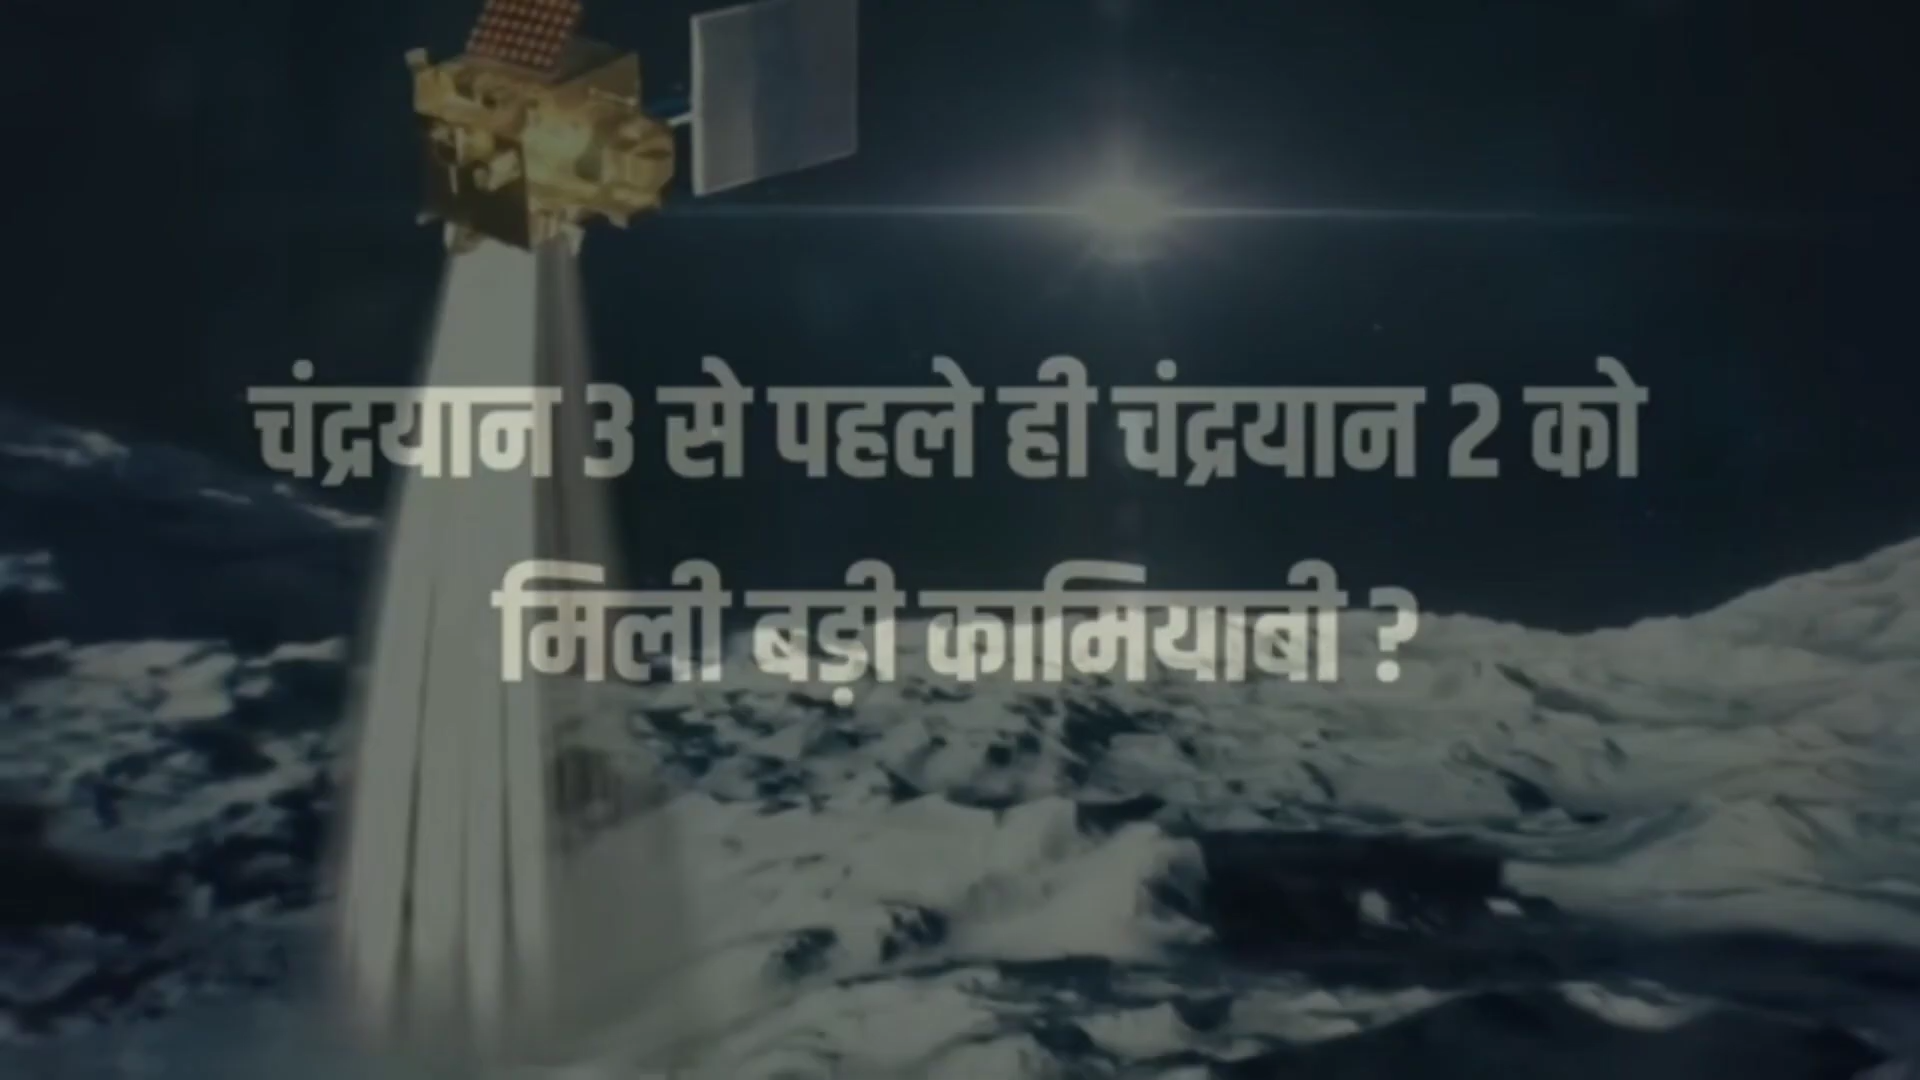 चंद्रयान 3 से पहले ही चंद्रयान 2 को
मिली बड़ी कामियाबी ?